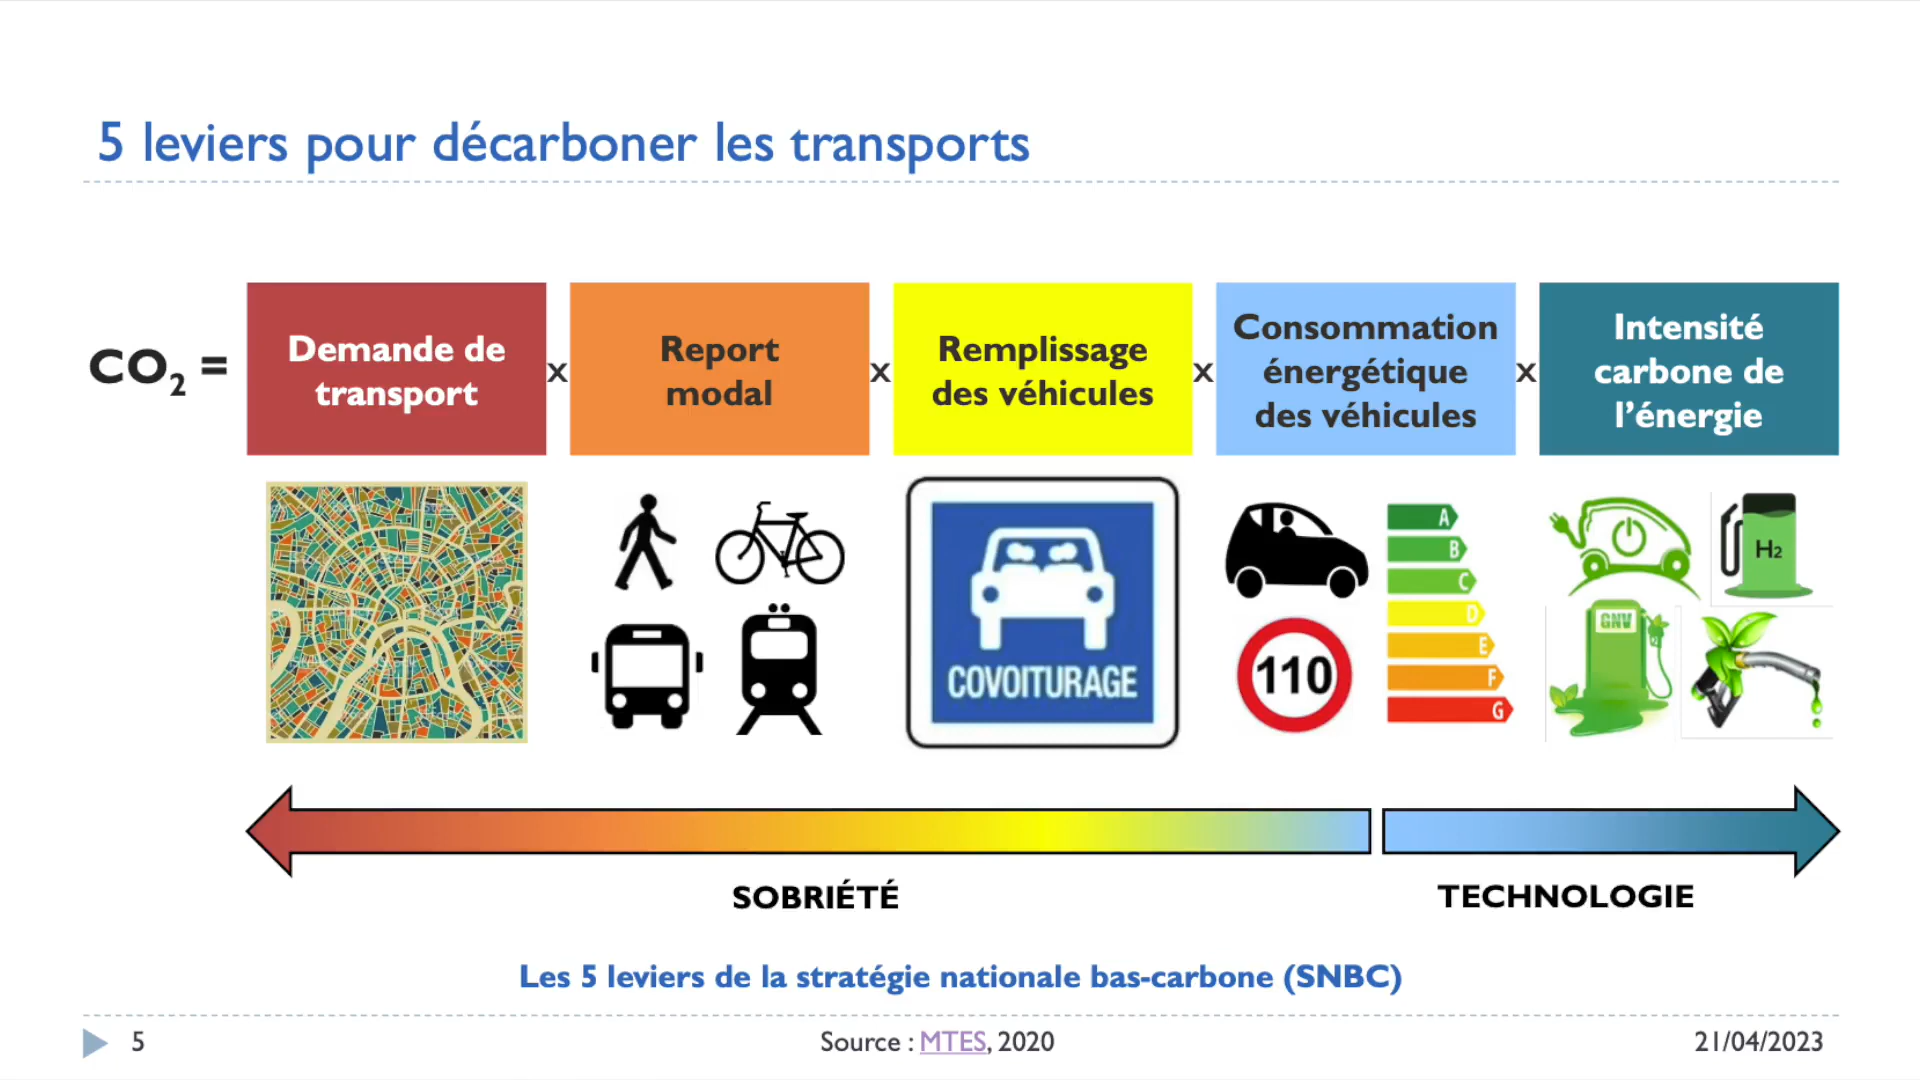 5 leviers pour décarboner les transports
CO₂ =
Demande de
transport
x
Report
modal
x
Remplissage
des véhicules
x
Consommation
énergétique
des véhicules
x
Intensité
carbone de
l'énergie
COVOITURAGE
110
A
B
C
D
E
F
G
H₂
GNV
SOBRIÉTÉ
TECHNOLOGIE
Les 5 leviers de la stratégie nationale bas-carbone (SNBC)
5
Source : MTES, 2020
21/04/2023